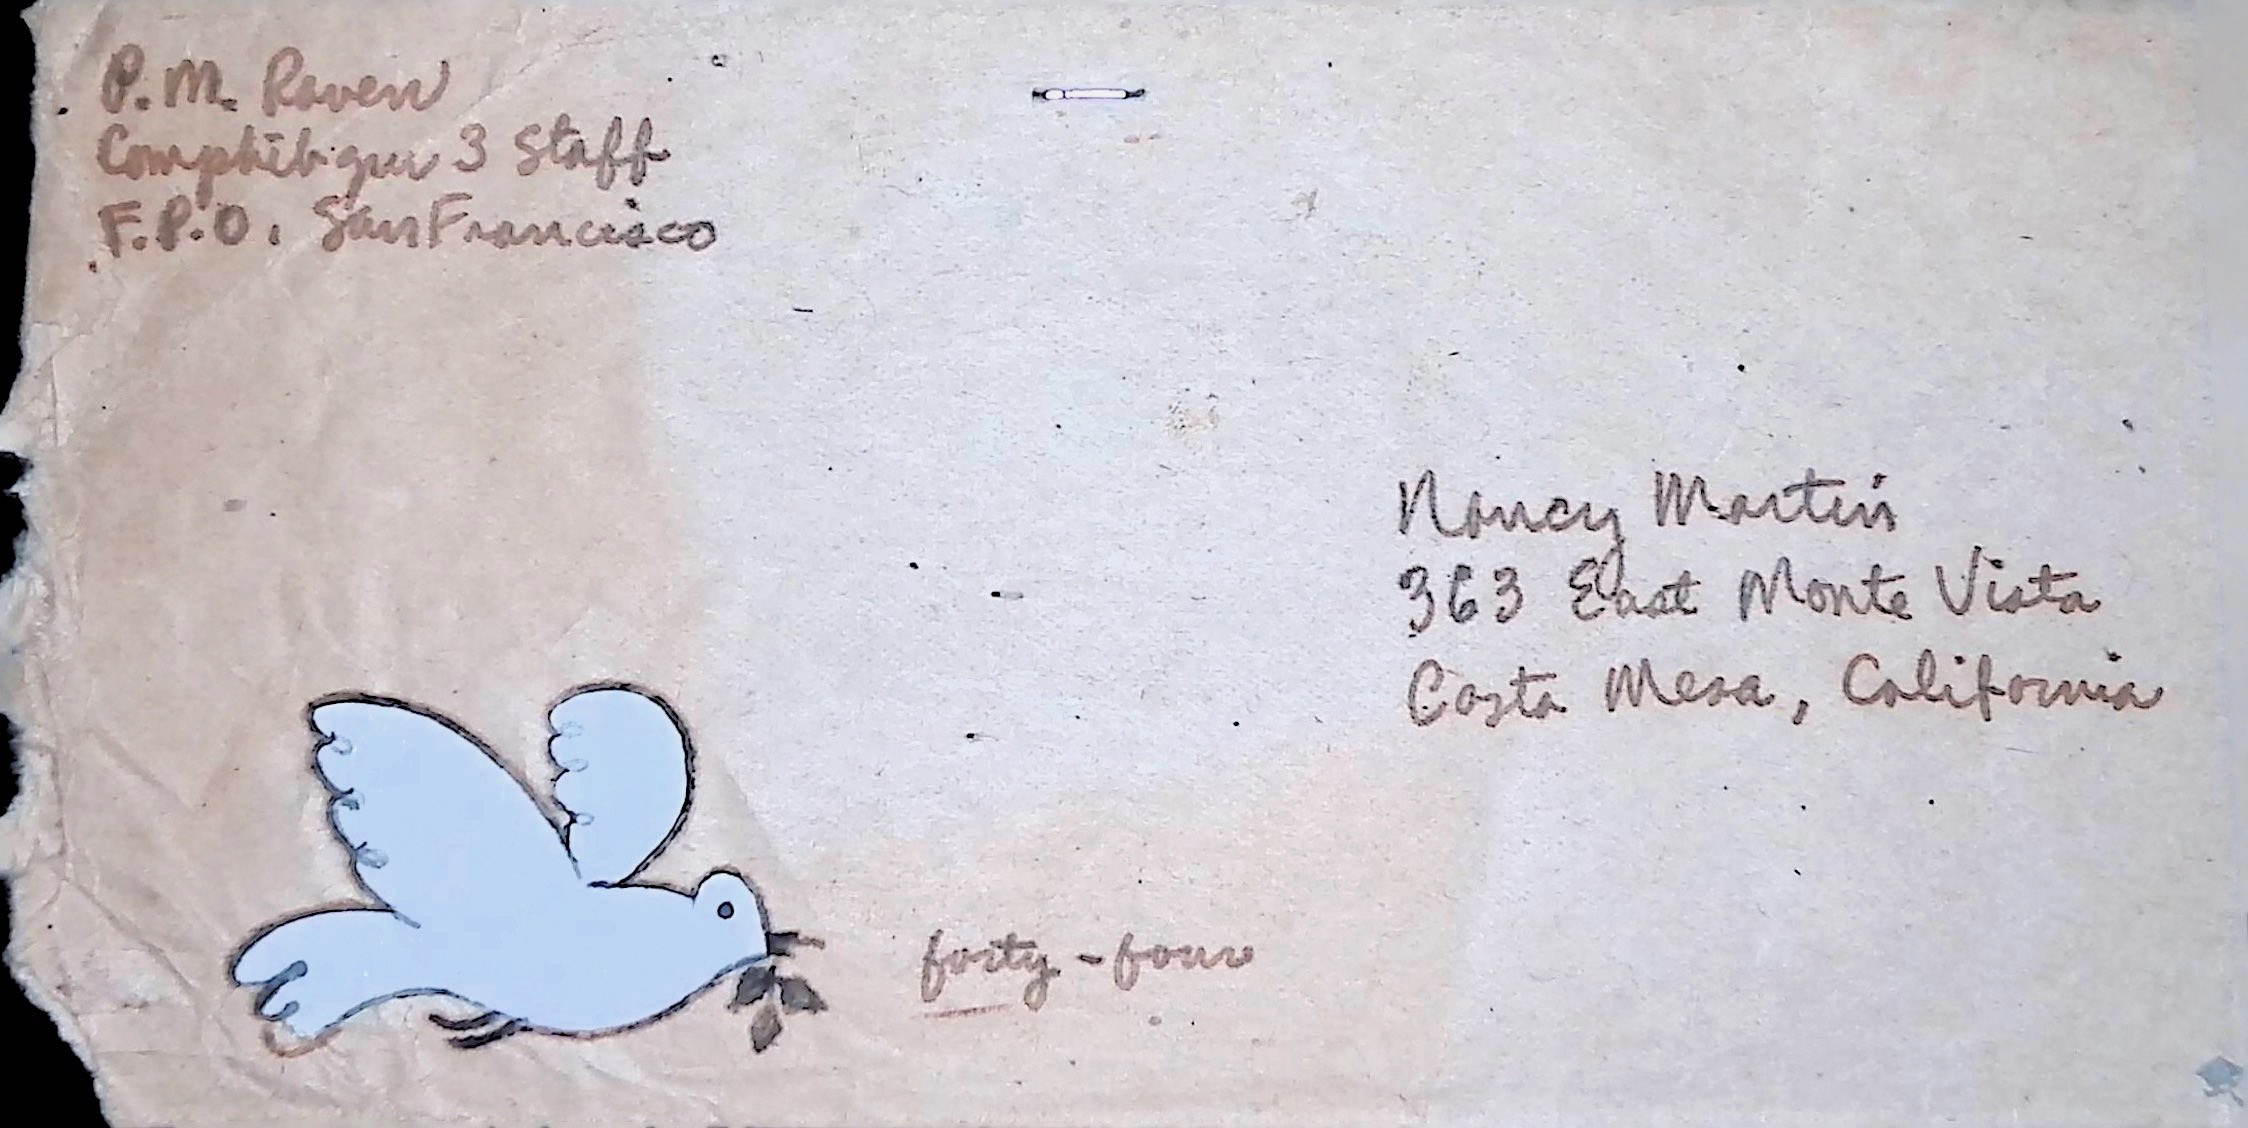 P. M. Raven
Comphibgru 3 Staff
F.P.O. San Francisco
Nancy Martin
363 East Monte Vista
Costa Mesa, California
forty-four